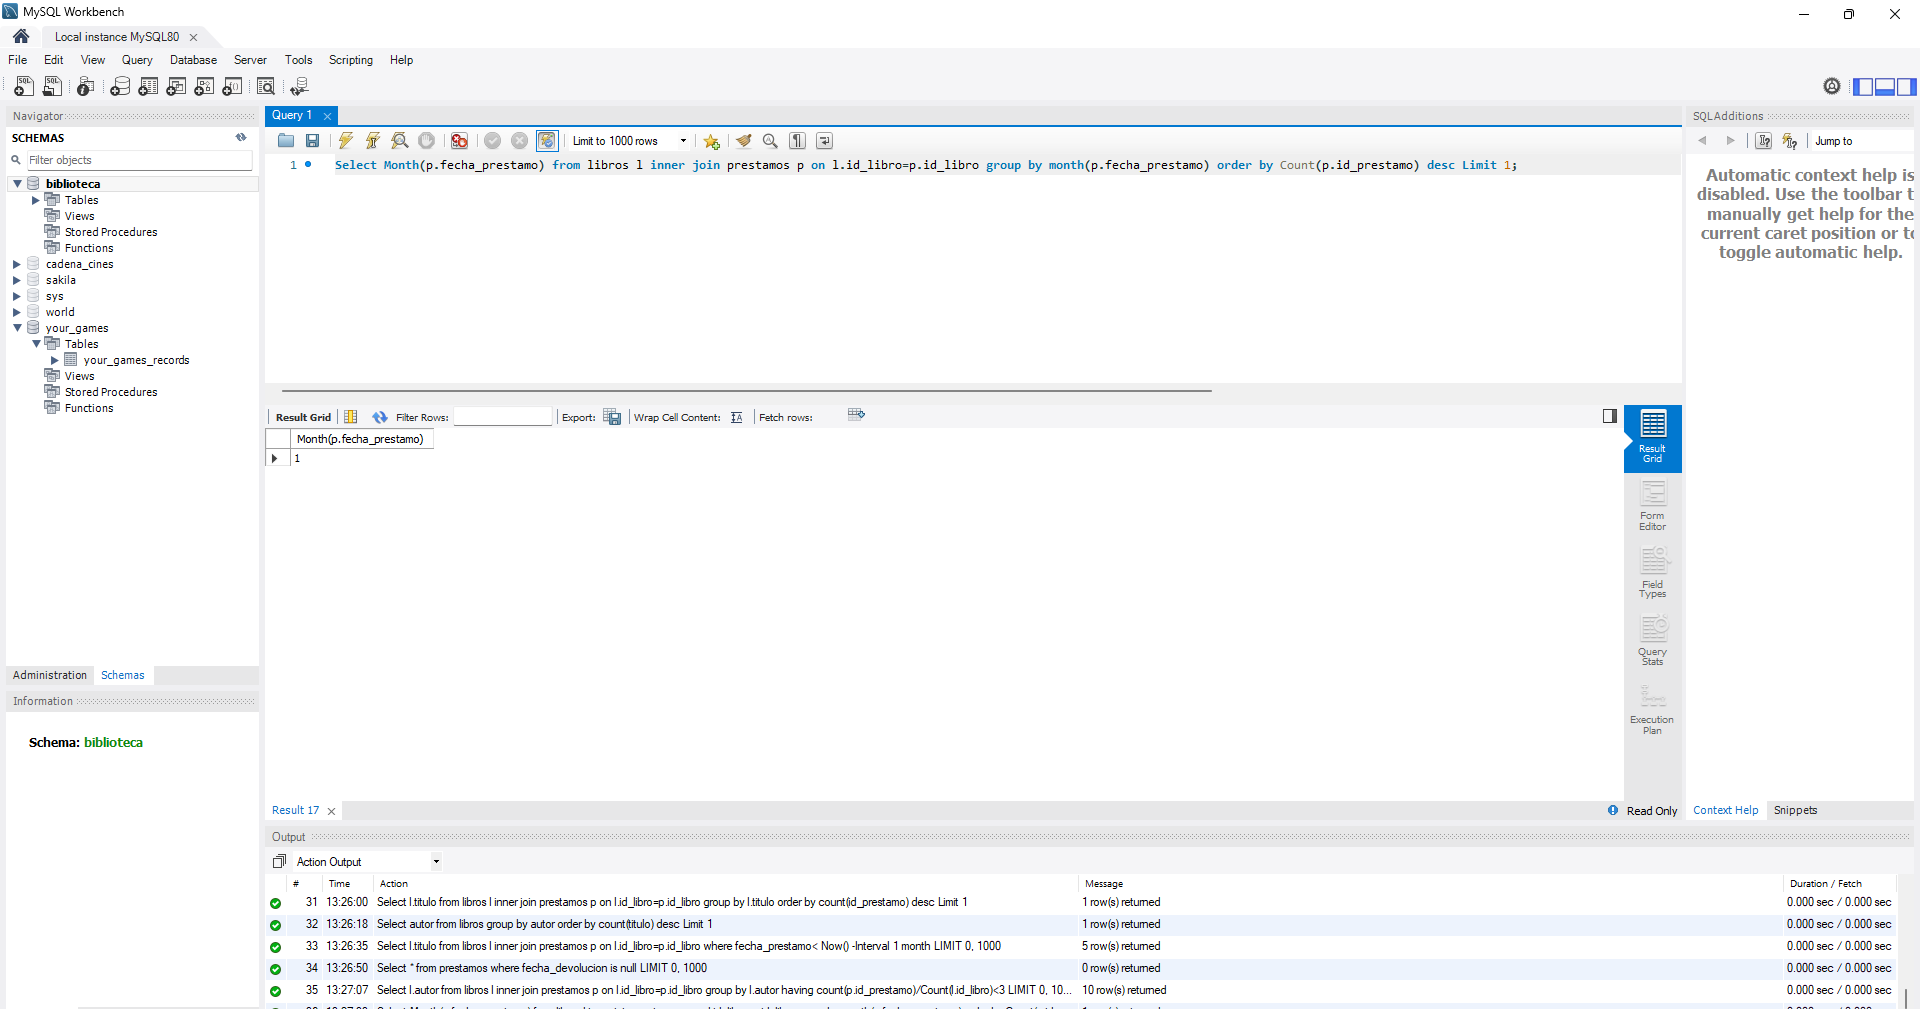 MySQL Workbench
Local instance MySQL80
File Edit View Query Database Server Tools Scripting Help
Navigator
SCHEMAS
Filter objects
biblioteca
Tables
Views
Stored Procedures
Functions
cadena_cines
sakila
sys
world
your_games
Tables
your_games_records
Views
Stored Procedures
Functions
Administration Schemas
Information
Schema: biblioteca
Query 1
Limit to 1000 rows
1 Select Month(p.fecha_prestamo) from libros l inner join prestamos p on l.id_libro=p.id_libro group by month(p.fecha_prestamo) order by Count(p.id_prestamo) desc Limit 1;
Result Grid Filter Rows: Export: Wrap Cell Content: Fetch rows:
Month(p.fecha_prestamo)
1
Result Grid
Form Editor
Field Types
Query Stats
Execution Plan
Result 17
Read Only
SQLAdditions
Jump to
Automatic context help is
disabled. Use the toolbar t
manually get help for the
current caret position or to
toggle automatic help.
Context Help Snippets
Output
Action Output
# Time Action Message Duration / Fetch
31 13:26:00 Select l.titulo from libros l inner join prestamos p on l.id_libro=p.id_libro group by l.titulo order by count(id_prestamo) desc Limit 1 1 row(s) returned 0.000 sec / 0.000 sec
32 13:26:18 Select autor from libros group by autor order by count(titulo) desc Limit 1 1 row(s) returned 0.000 sec / 0.000 sec
33 13:26:35 Select l.titulo from libros l inner join prestamos p on l.id_libro=p.id_libro where fecha_prestamo< Now() -Interval 1 month LIMIT 0, 1000 5 row(s) returned 0.000 sec / 0.000 sec
34 13:26:50 Select * from prestamos where fecha_devolucion is null LIMIT 0, 1000 0 row(s) returned 0.000 sec / 0.000 sec
35 13:27:07 Select l.autor from libros l inner join prestamos p on l.id_libro=p.id_libro group by l.autor having count(p.id_prestamo)/Count(l.id_libro)<3 LIMIT 0, 10... 10 row(s) returned 0.000 sec / 0.000 sec